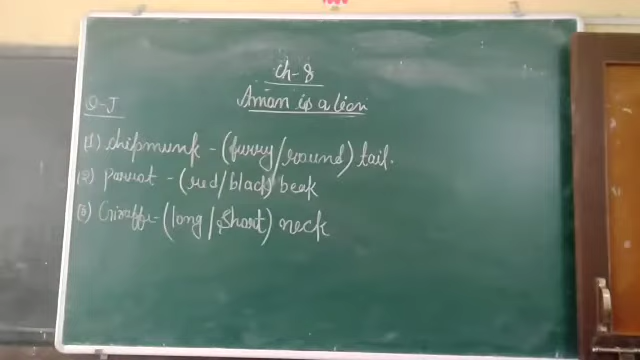 Ch-8
Aman is a Lion
Q-I
(1) Chipmunk - (furry/round) tail.
(2) Parrot - (red/black) beak
(3) Giraffe - (long/short) neck